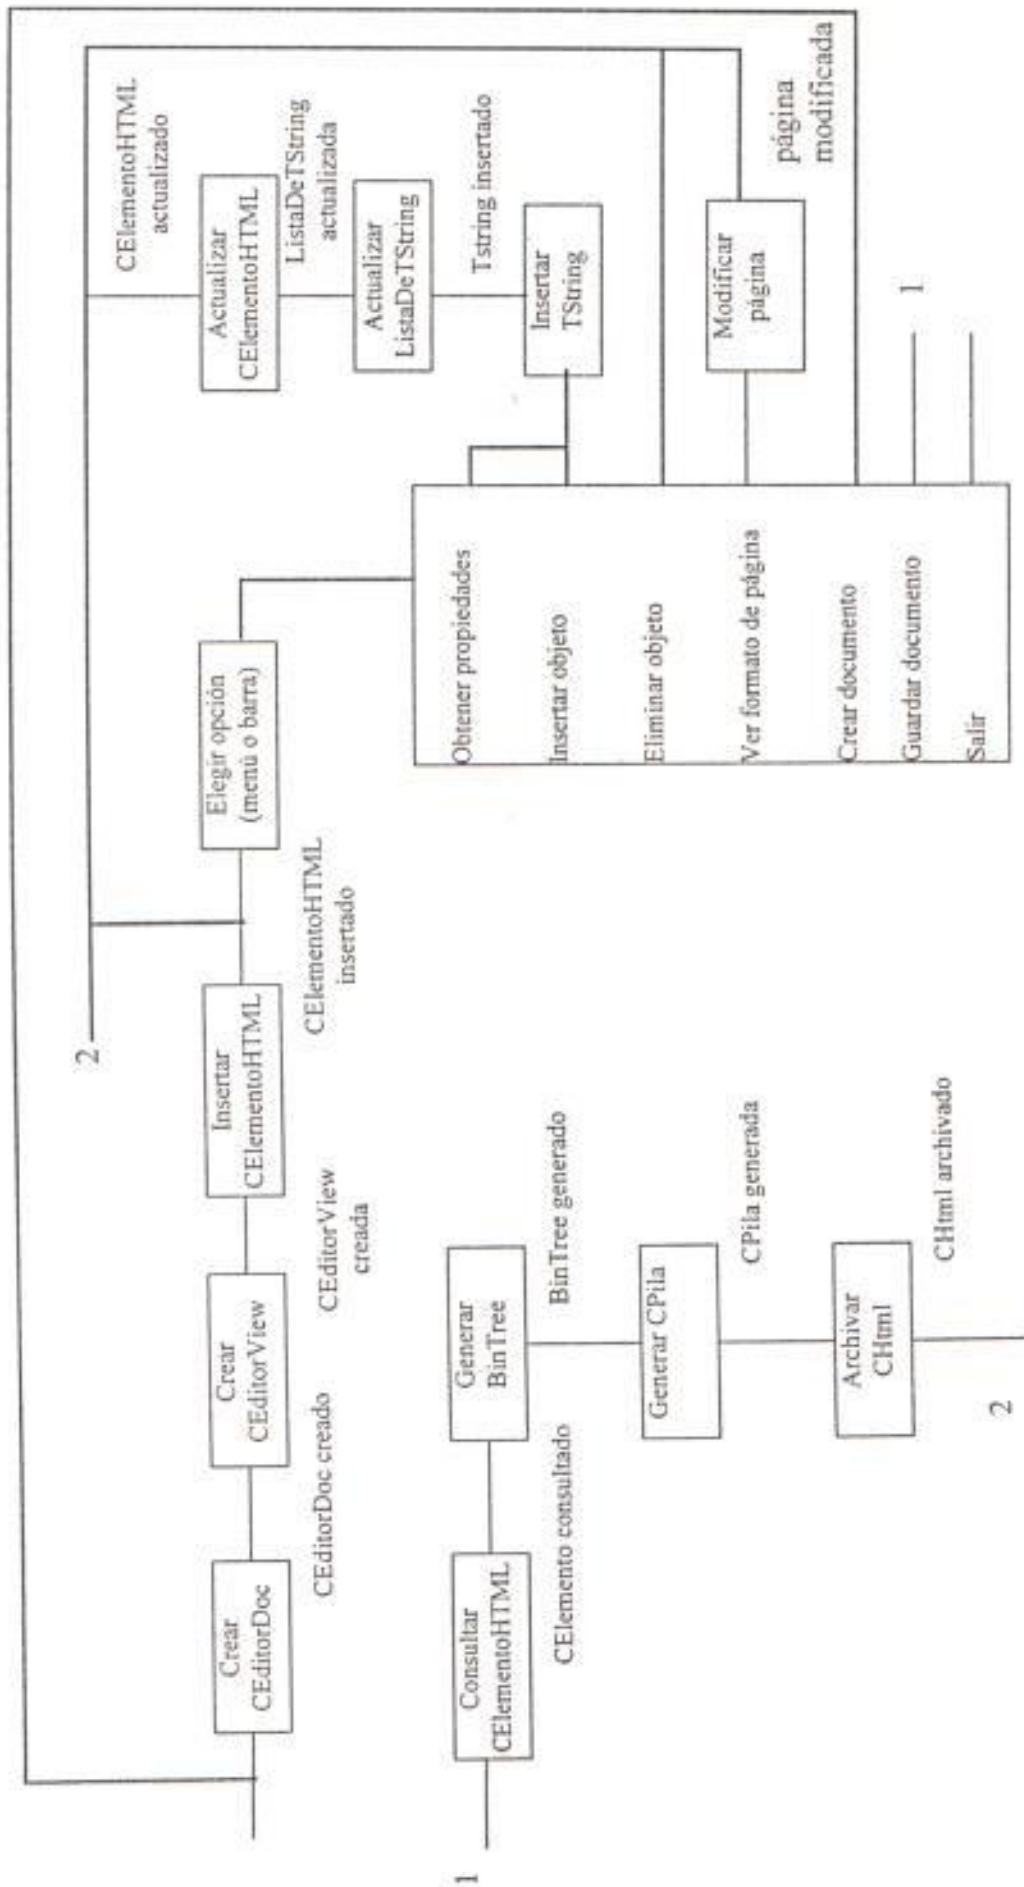 2
CElementoHTML
actualizado
Crear
CEditorDoc
CEditorDoc creado
Crear
CEditorView
CEditorView
creada
Insertar
CElementoHTML
CElementoHTML
insertado
Elegir opción
(menú o barra)
Actualizar
CElementoHTML
ListaDeTString
actualizada
Actualizar
ListaDeTString
Tstring insertado
Insertar
TString
Modificar
página
página
modificada
Obtener propiedades
Insertar objeto
Eliminar objeto
Ver formato de página
Crear documento
Guardar documento
1
Salir
1
Consultar
CElementoHTML
CElemento consultado
Generar
BinTree
BinTree generado
Generar CPila
CPila generada
Archivar
CHtml
CHtml archivado
2